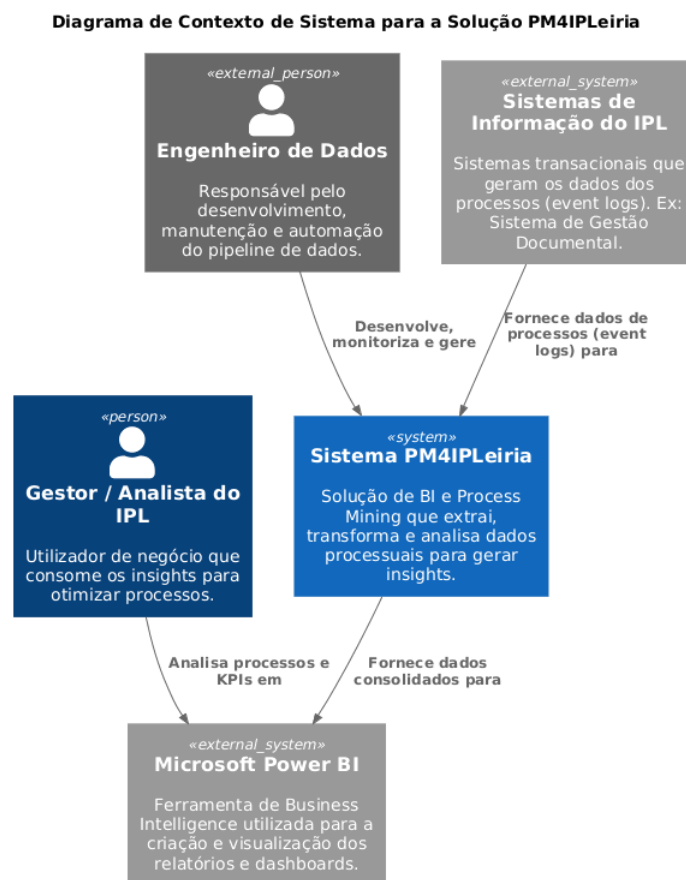 Diagrama de Contexto de Sistema para a Solução PM4IPLeiria
«external_person»
Engenheiro de Dados
Responsável pelo
desenvolvimento,
manutenção e automação
do pipeline de dados.
«external_system»
Sistemas de
Informação do IPL
Sistemas transacionais que
geram os dados dos
processos (event logs). Ex:
Sistema de Gestão
Documental.
Desenvolve,
monitoriza e gere
Fornece dados de
processos (event
logs) para
«person»
Gestor / Analista do
IPL
Utilizador de negócio que
consome os insights para
otimizar processos.
«system»
Sistema PM4IPLeiria
Solução de BI e Process
Mining que extrai,
transforma e analisa dados
processuais para gerar
insights.
Analisa processos e
KPIs em
Fornece dados
consolidados para
«external_system»
Microsoft Power BI
Ferramenta de Business
Intelligence utilizada para a
criação e visualização dos
relatórios e dashboards.